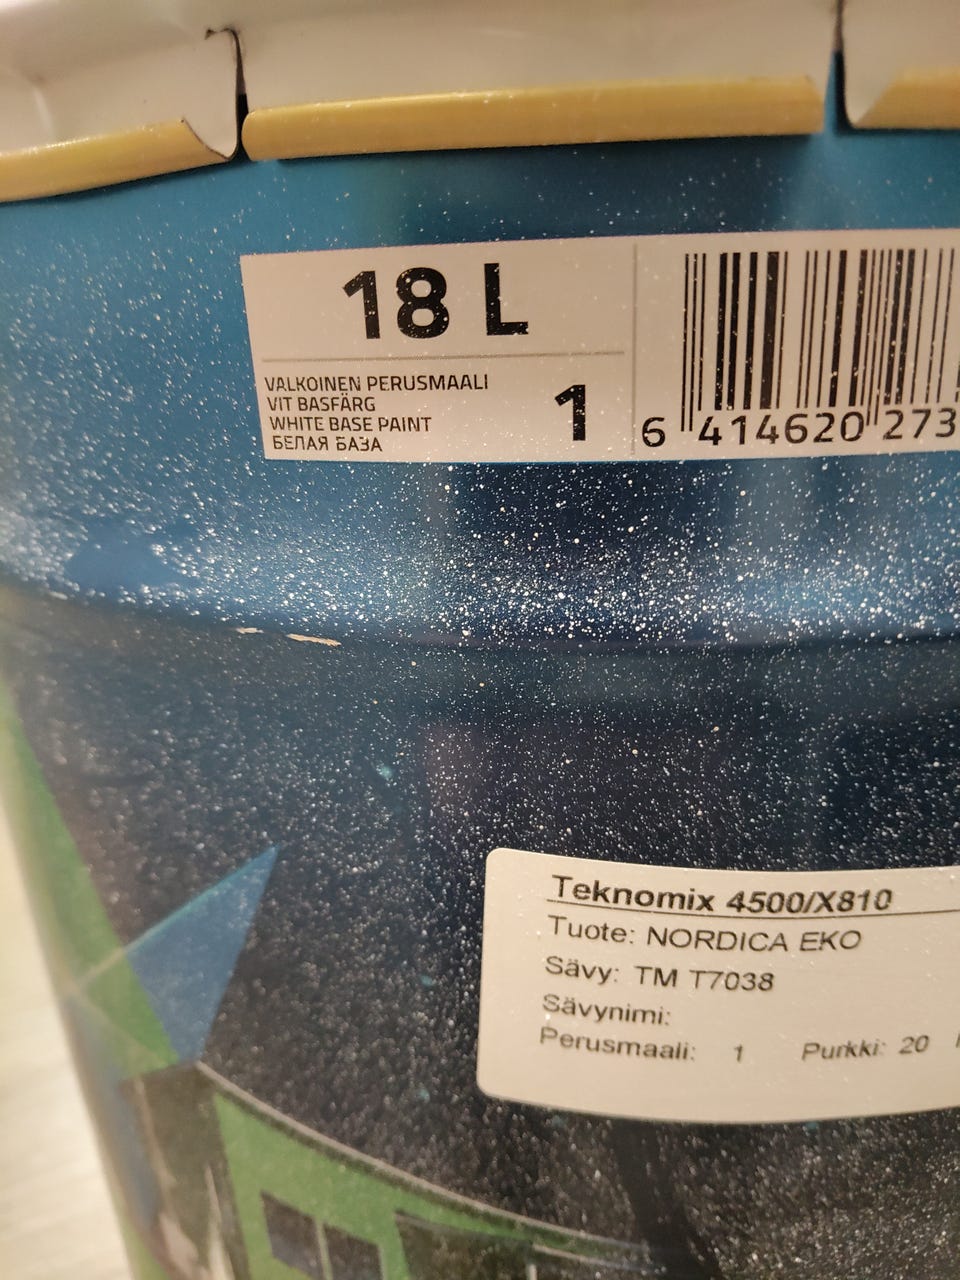 18 L
VALKOINEN PERUSMAALI
VIT BASFÄRG
WHITE BASE PAINT
БЕЛАЯ БАЗА
1
6 414620 273
Teknomix 4500/X810
Tuote: NORDICA EKO
Sävy: TM T7038
Sävynimi:
Perusmaali: 1 Purkki: 20